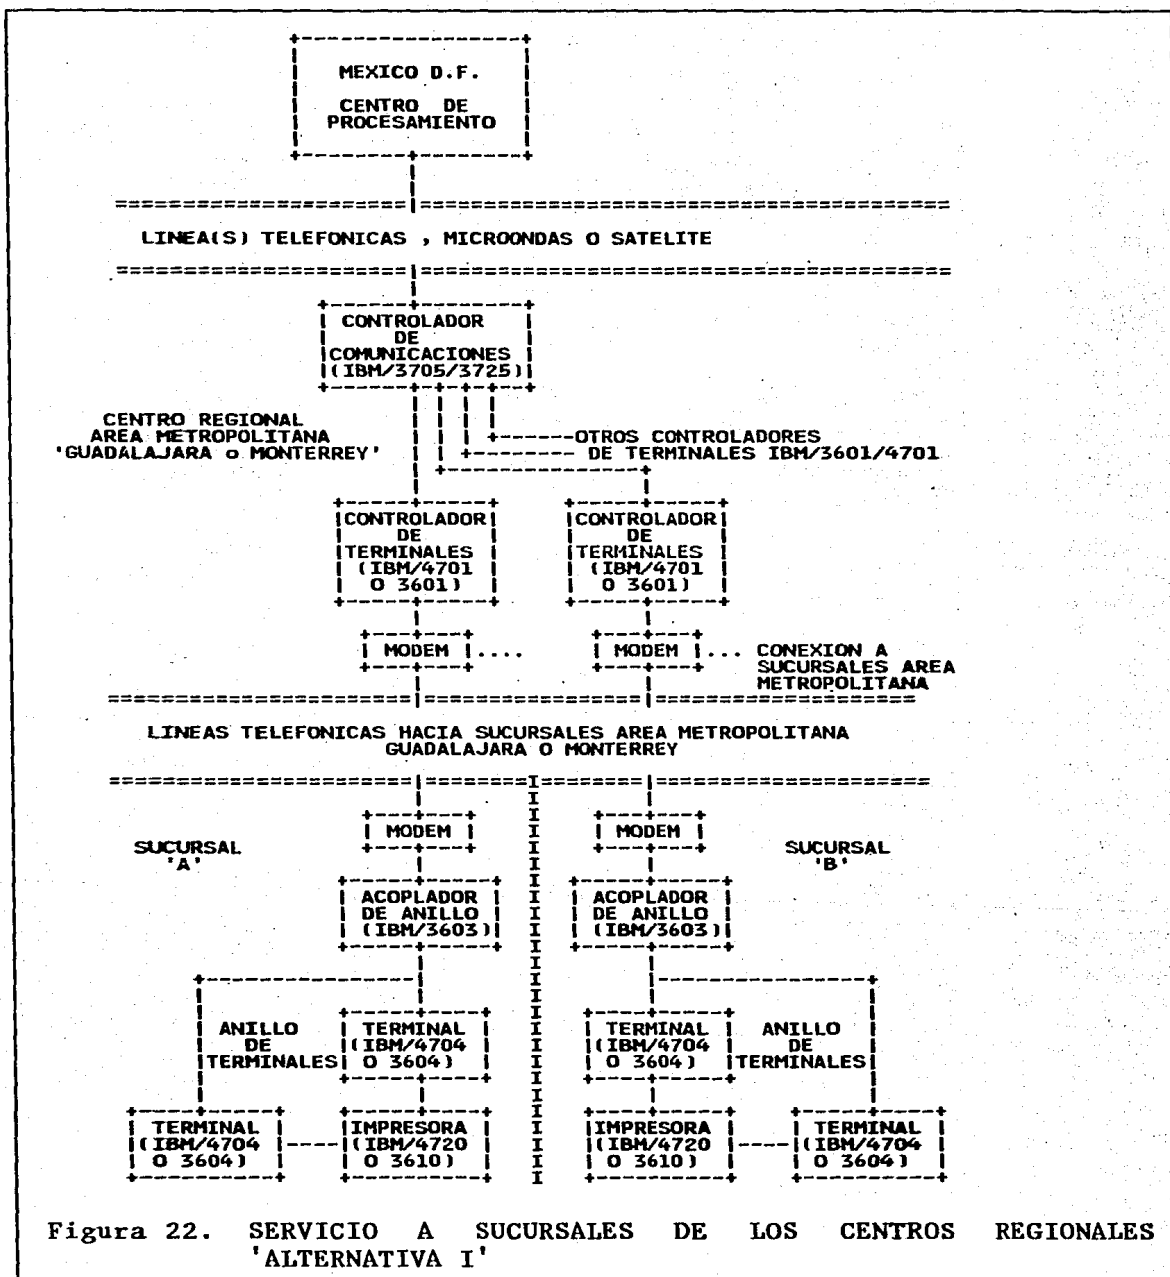 MEXICO D.F.
CENTRO DE
PROCESAMIENTO
LINEA(S) TELEFONICAS , MICROONDAS O SATELITE
CONTROLADOR
DE
COMUNICACIONES
(IBM/3705/3725)
CENTRO REGIONAL
AREA METROPOLITANA
'GUADALAJARA o MONTERREY'
OTROS CONTROLADORES
DE TERMINALES IBM/3601/4701
CONTROLADOR
DE
TERMINALES
(IBM/4701
O 3601)
CONTROLADOR
DE
TERMINALES
(IBM/4701
O 3601)
MODEM ....
MODEM ...
CONEXION A
SUCURSALES AREA
METROPOLITANA
LINEAS TELEFONICAS HACIA SUCURSALES AREA METROPOLITANA
GUADALAJARA O MONTERREY
SUCURSAL
'A'
MODEM
MODEM
SUCURSAL
'B'
ACOPLADOR
DE ANILLO
(IBM/3603)
ACOPLADOR
DE ANILLO
(IBM/3603)
ANILLO
DE
TERMINALES
TERMINAL
(IBM/4704
O 3604)
TERMINAL
(IBM/4704
O 3604)
ANILLO
DE
TERMINALES
TERMINAL
(IBM/4704
O 3604)
IMPRESORA
(IBM/4720
O 3610)
IMPRESORA
(IBM/4720
O 3610)
TERMINAL
(IBM/4704
O 3604)
Figura 22. SERVICIO A SUCURSALES DE LOS CENTROS REGIONALES
'ALTERNATIVA I'